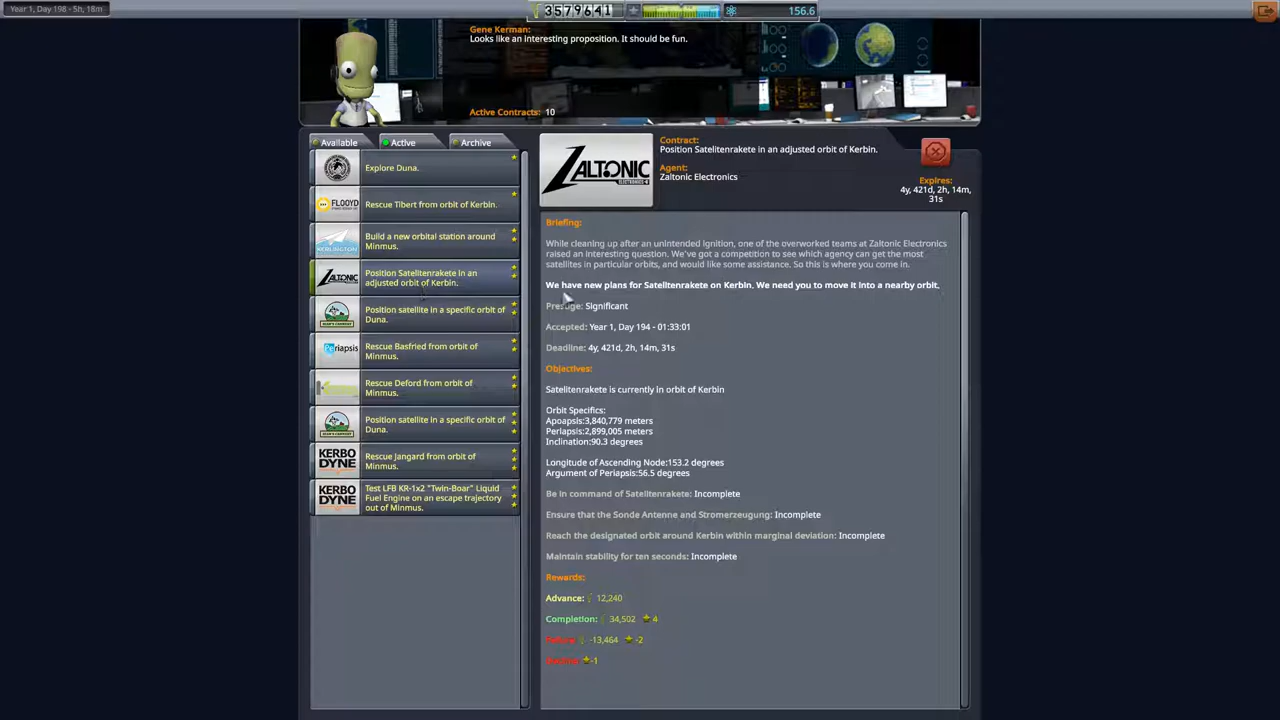 Year 1, Day 198 - 5h, 18m
3579641
156.6
Gene Kerman:
Looks like an interesting proposition. It should be fun.
Active Contracts: 10
Available
Active
Archive
Explore Duna.
FLOOYD
Rescue Tibert from orbit of Kerbin.
KERLINGTON
Build a new orbital station around
Minmus.
ZALTONIC
Position Satelitenrakete in an
adjusted orbit of Kerbin.
Position satellite in a specific orbit of
Duna.
Periapsis
Rescue Basfried from orbit of
Minmus.
Rescue Deford from orbit of
Minmus.
Position satellite in a specific orbit of
Duna.
KERBO
DYNE
Rescue Jangard from orbit of
Minmus.
KERBO
DYNE
Test LFB KR-1x2 "Twin-Boar" Liquid
Fuel Engine on an escape trajectory
out of Minmus.
ZALTONIC
ELECTRONICS
Contract:
Position Satelitenrakete in an adjusted orbit of Kerbin.
Agent:
Zaltonic Electronics
Expires:
4y, 421d, 2h, 14m,
31s
Briefing:
While cleaning up after an unintended ignition, one of the overworked teams at Zaltonic Electronics
raised an interesting question. We've got a competition to see which agency can get the most
satellites in particular orbits, and would like some assistance. So this is where you come in.
We have new plans for Satelitenrakete on Kerbin. We need you to move it into a nearby orbit.
Prestige: Significant
Accepted: Year 1, Day 194 - 01:33:01
Deadline: 4y, 421d, 2h, 14m, 31s
Objectives:
Satelitenrakete is currently in orbit of Kerbin
Orbit Specifics:
Apoapsis:3,840,779 meters
Periapsis:2,899,005 meters
Inclination:90.3 degrees
Longitude of Ascending Node:153.2 degrees
Argument of Periapsis:56.5 degrees
Be in command of Satelitenrakete: Incomplete
Ensure that the Sonde Antenne and Stromerzeugung: Incomplete
Reach the designated orbit around Kerbin within marginal deviation: Incomplete
Maintain stability for ten seconds: Incomplete
Rewards:
Advance: 12,240
Completion: 34,502 4
Failure: -13,464 -2
-1